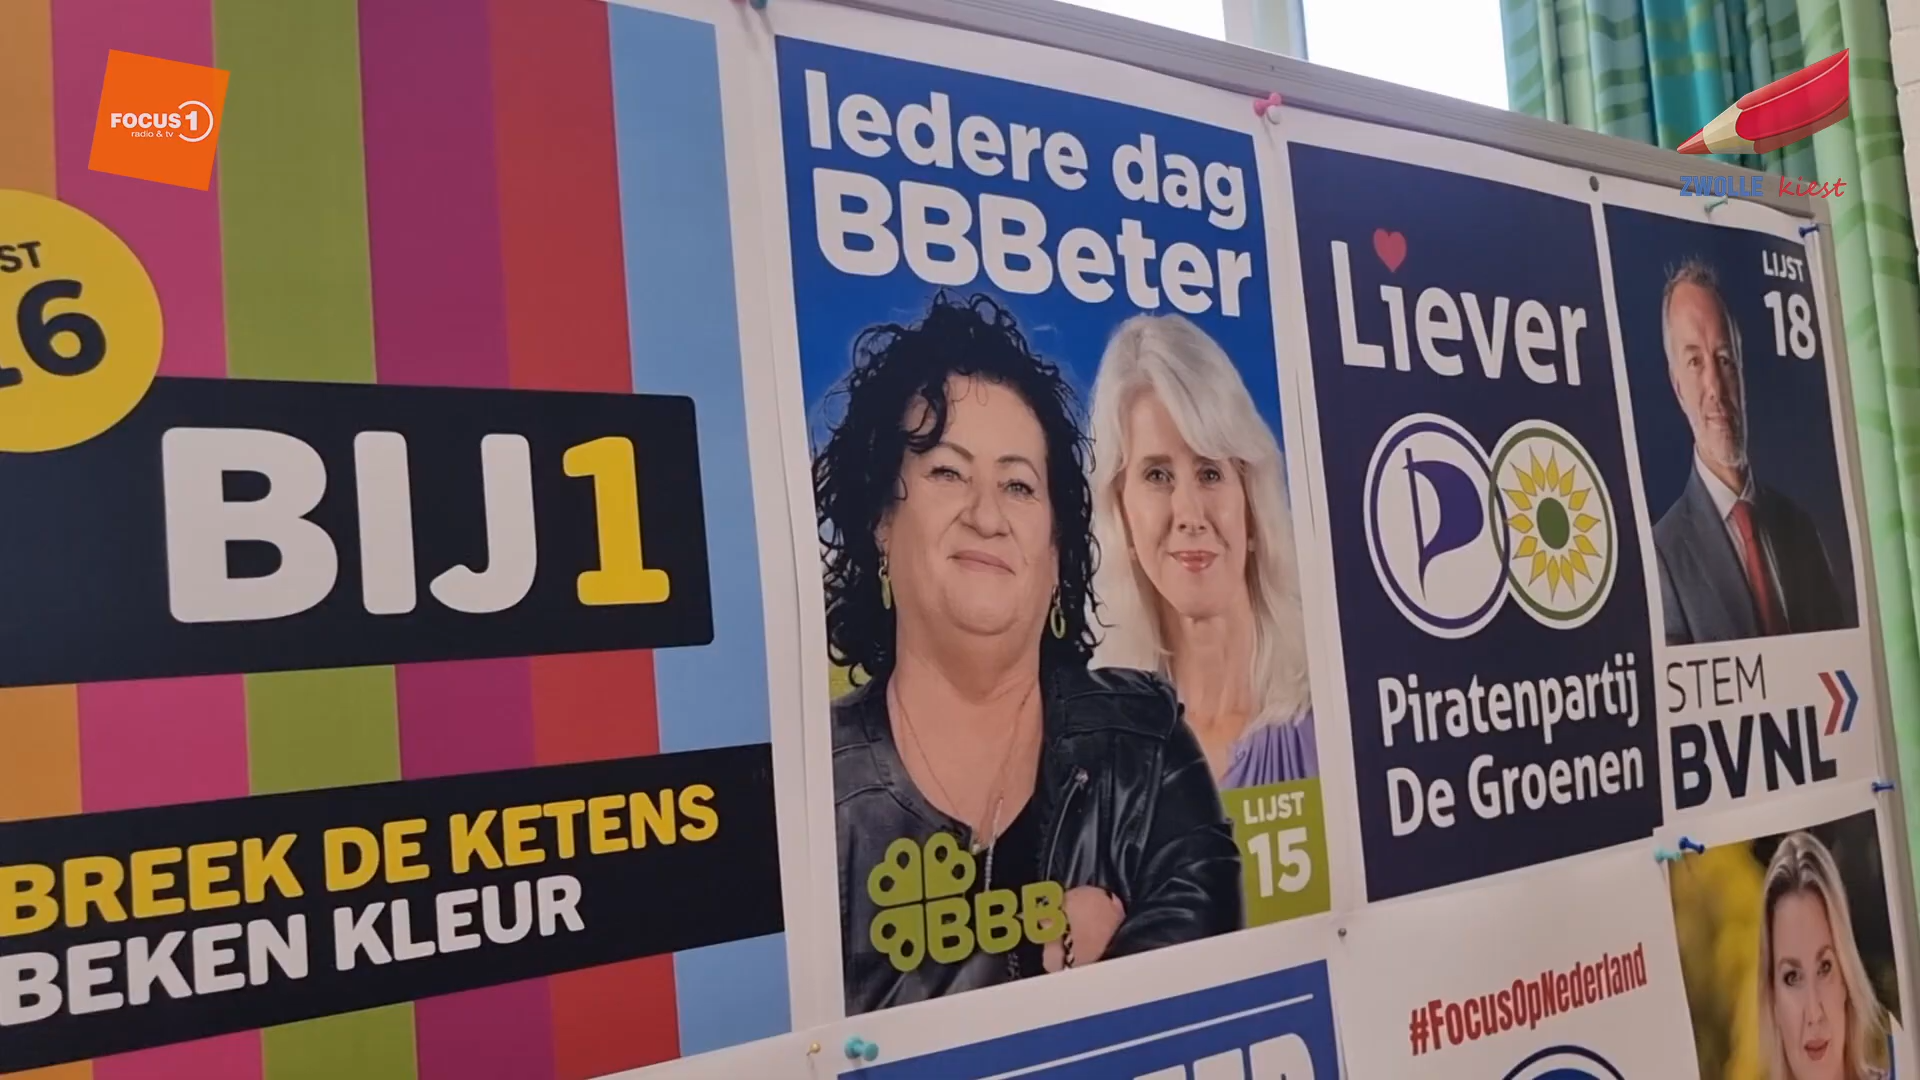 FOCUS 1
radio & tv
ZWOLLE kiest
16
BIJ1
BREEK DE KETENS
BEKEN KLEUR
Iedere dag
BBBeter
BBB
LIJST
15
Liever
Piratenpartij
De Groenen
LIJST
18
STEM
BVNL
#FocusOpNederland